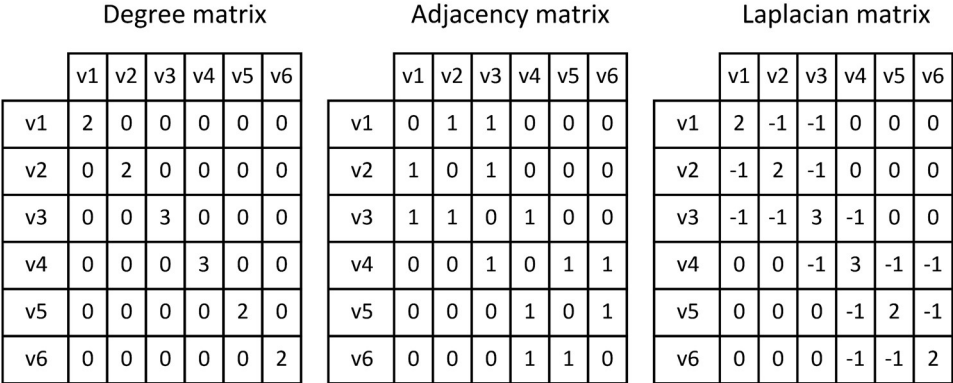 Degree matrix Adjacency matrix Laplacian matrix
v1 v2 v3 v4 v5 v6 v1 v2 v3 v4 v5 v6 v1 v2 v3 v4 v5 v6
v1 2 0 0 0 0 0 v1 0 1 1 0 0 0 v1 2 -1 -1 0 0 0
v2 0 2 0 0 0 0 v2 1 0 1 0 0 0 v2 -1 2 -1 0 0 0
v3 0 0 3 0 0 0 v3 1 1 0 1 0 0 v3 -1 -1 3 -1 0 0
v4 0 0 0 3 0 0 v4 0 0 1 0 1 1 v4 0 0 -1 3 -1 -1
v5 0 0 0 0 2 0 v5 0 0 0 1 0 1 v5 0 0 0 -1 2 -1
v6 0 0 0 0 0 2 v6 0 0 0 1 1 0 v6 0 0 0 -1 -1 2